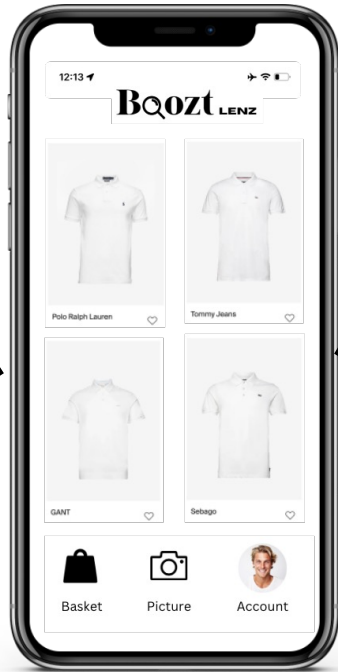 12:13
Boozt LENZ
Polo Ralph Lauren
Tommy Jeans
GANT
Sebago
Basket
Picture
Account